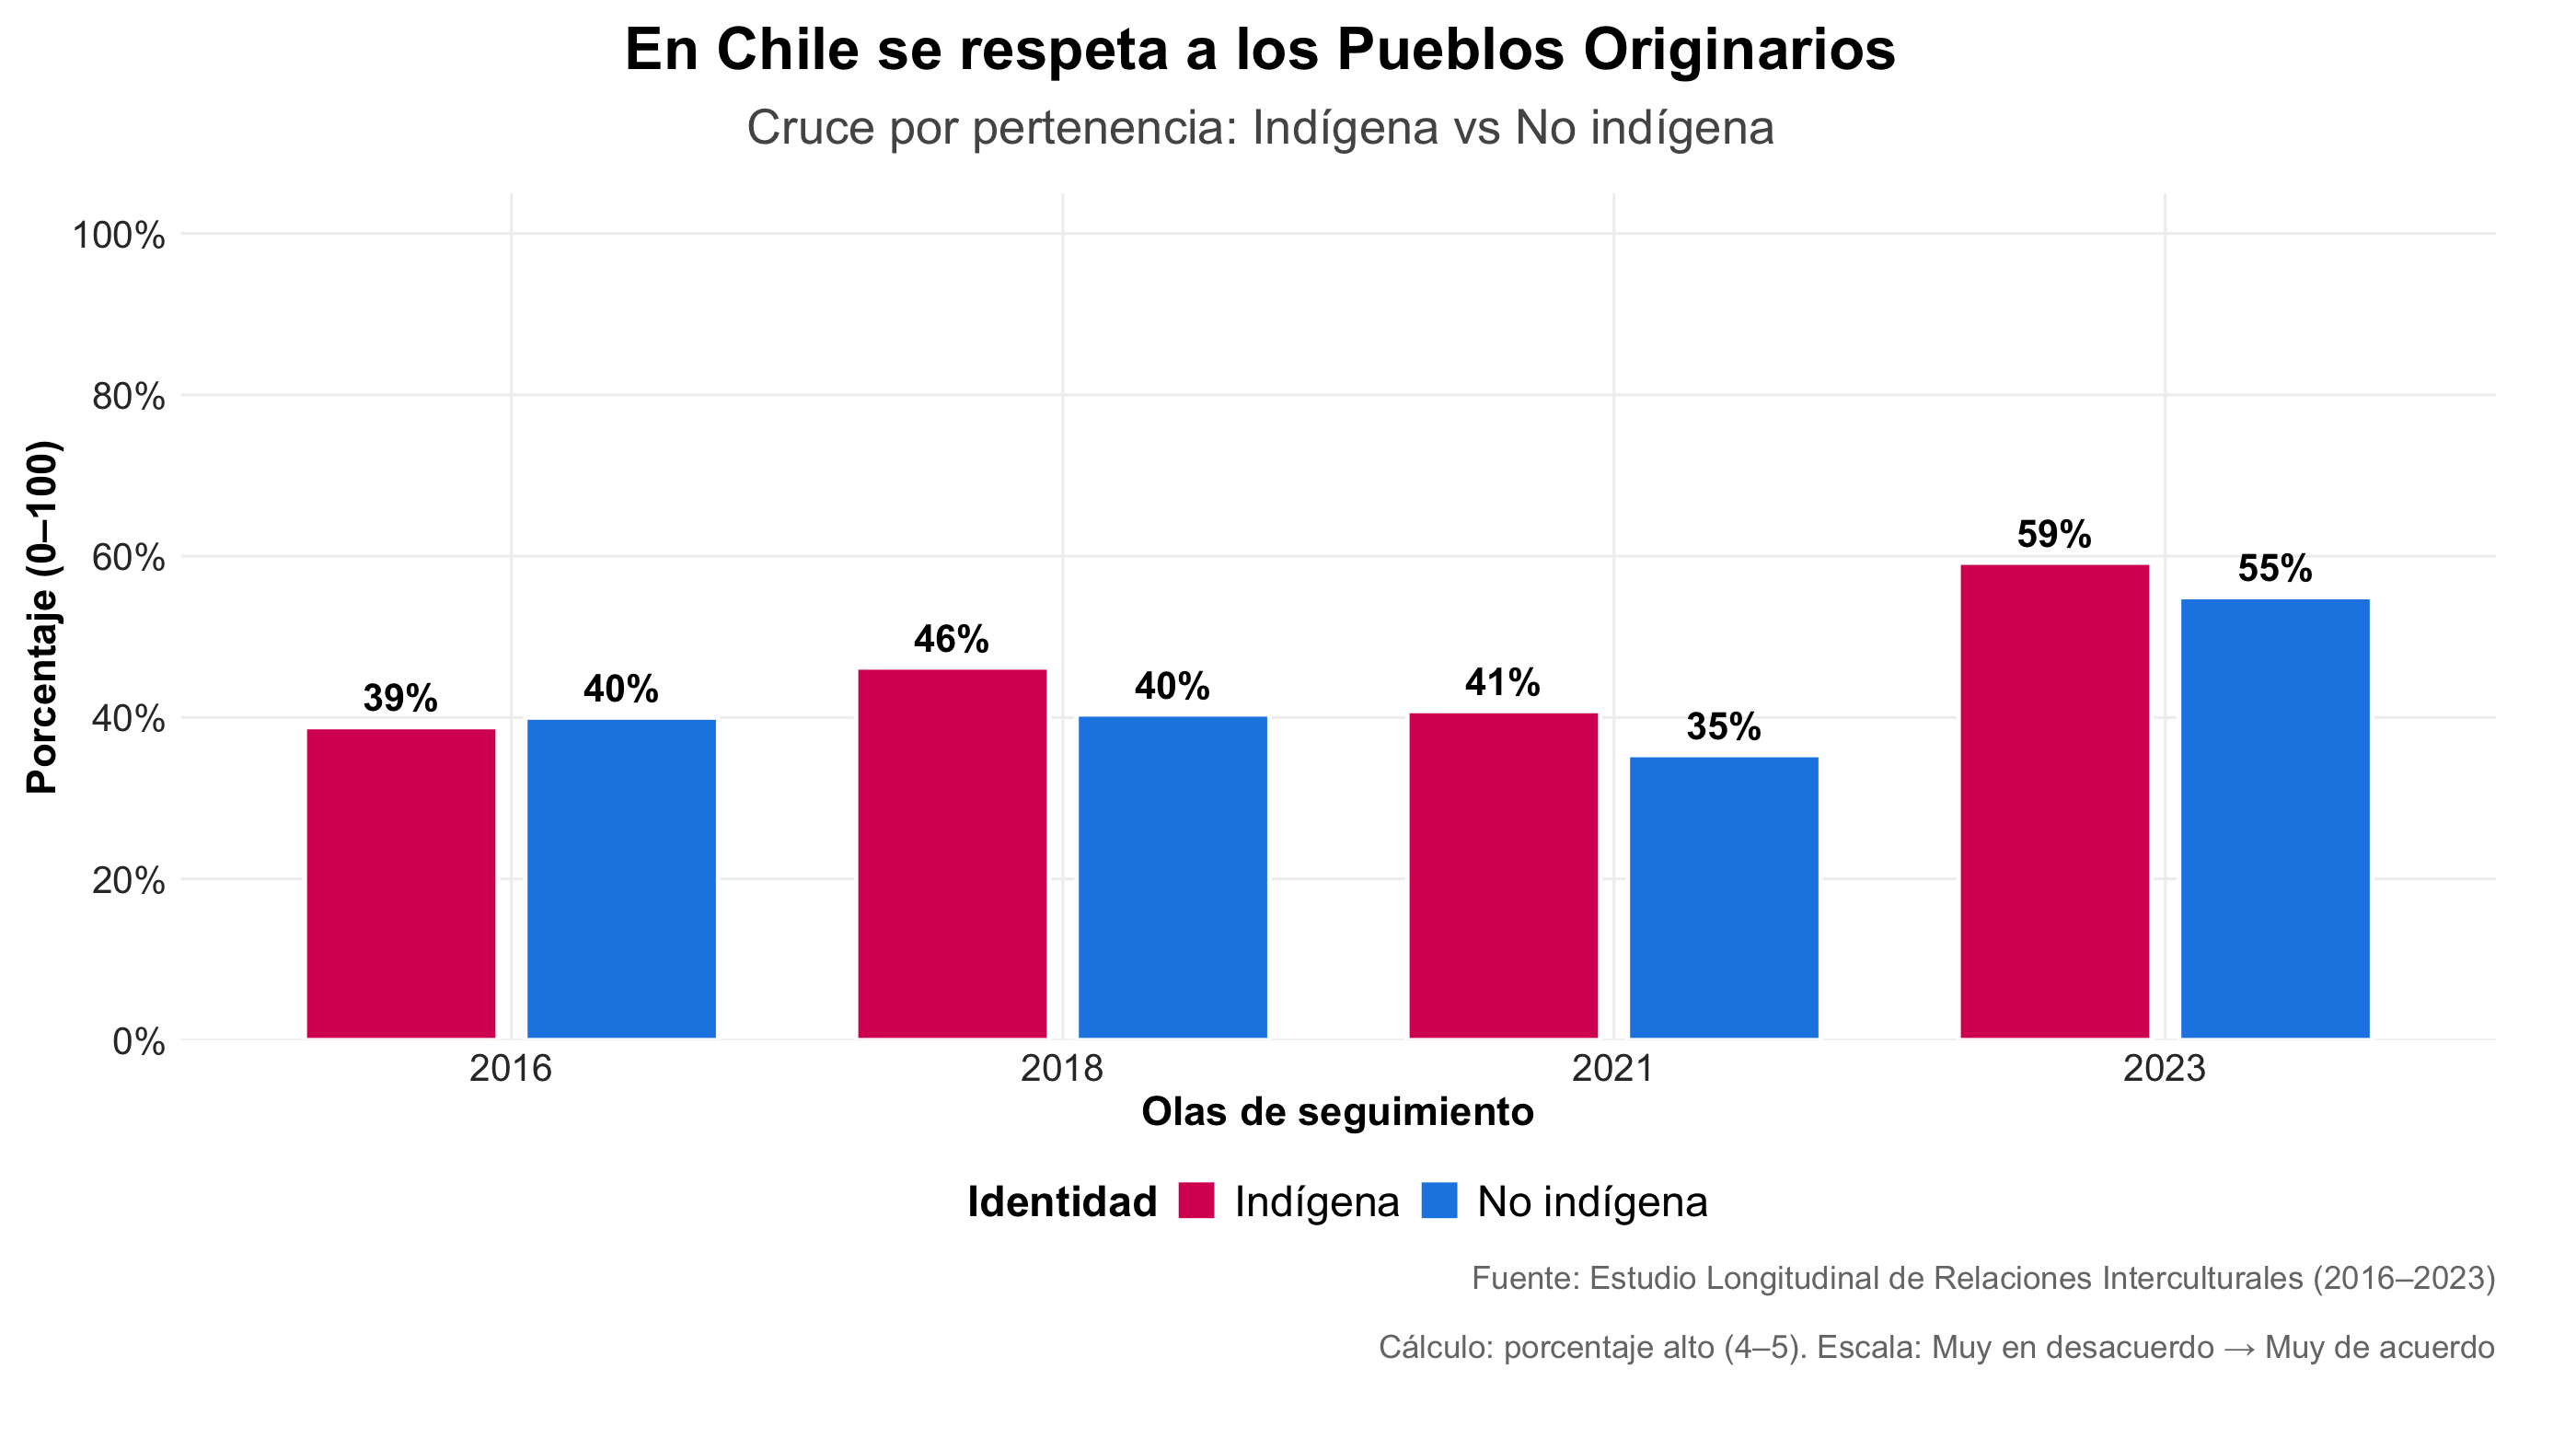 En Chile se respeta a los Pueblos Originarios
Cruce por pertenencia: Indígena vs No indígena
Porcentaje (0–100)
100%
80%
60%
40%
20%
0%
39%
40%
46%
40%
41%
35%
59%
55%
2016
2018
2021
2023
Olas de seguimiento
Identidad Indígena No indígena
Fuente: Estudio Longitudinal de Relaciones Interculturales (2016–2023)
Cálculo: porcentaje alto (4–5). Escala: Muy en desacuerdo → Muy de acuerdo